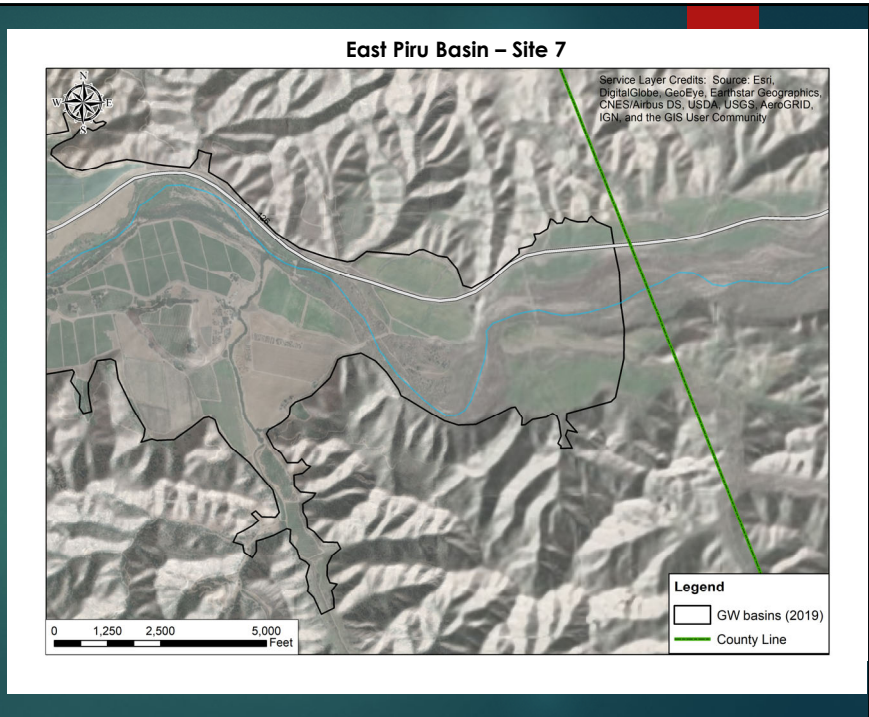 East Piru Basin – Site 7
Service Layer Credits: Source: Esri,
DigitalGlobe, GeoEye, Earthstar Geographics,
CNES/Airbus DS, USDA, USGS, AeroGRID,
IGN, and the GIS User Community
N
W E
S
126
Legend
GW basins (2019)
County Line
0 1,250 2,500 5,000
Feet